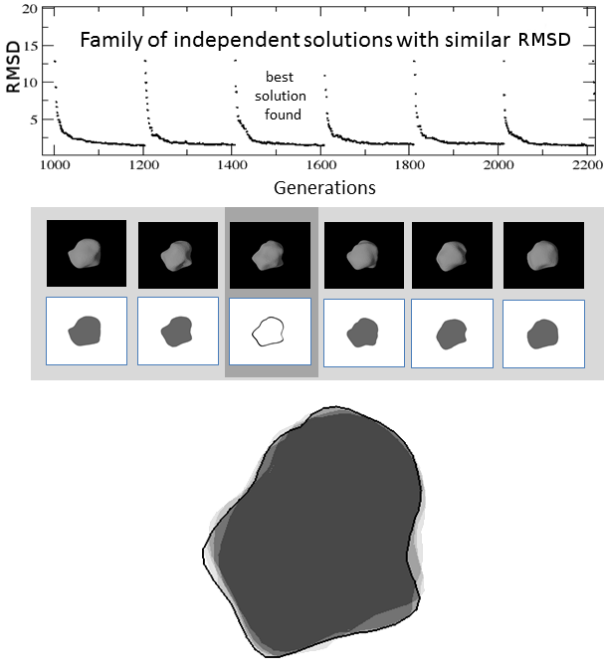 20
Family of independent solutions with similar RMSD
15
RMSD
10
best
solution
found
5
1000 1200 1400 1600 1800 2000 2200
Generations